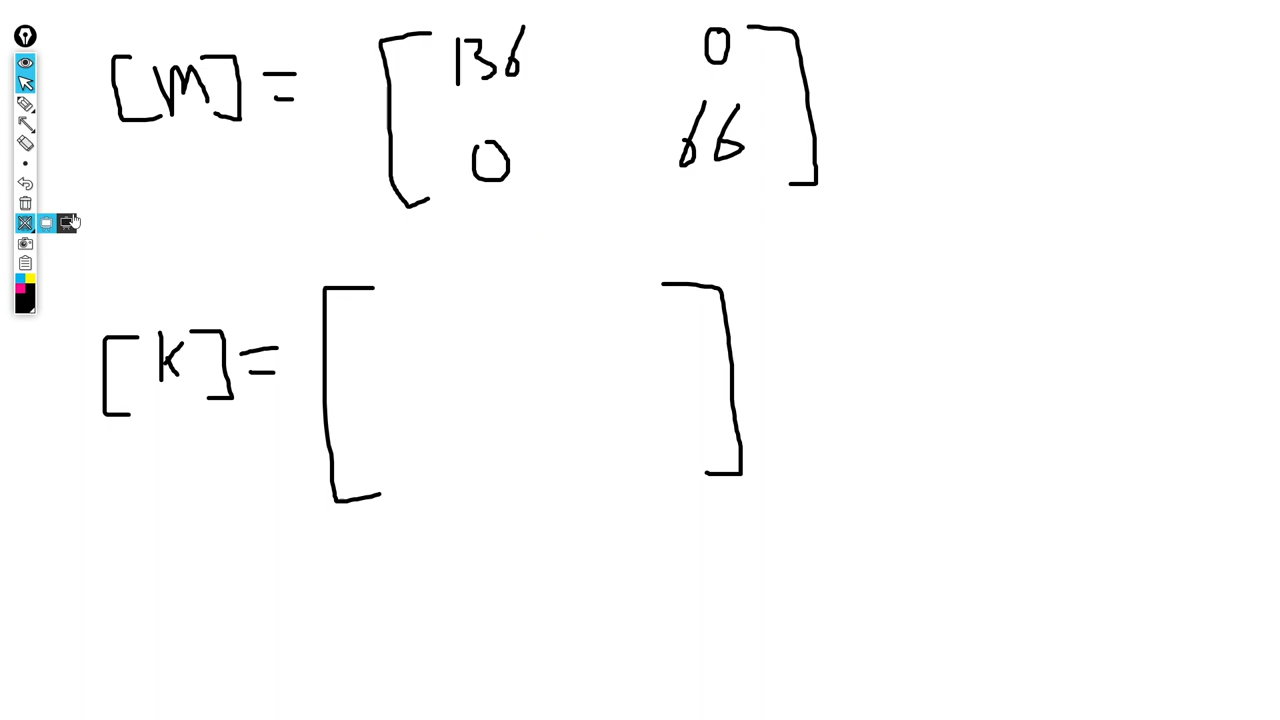 [M] = [ 136 0
0 66 ]
[K] = [ ]